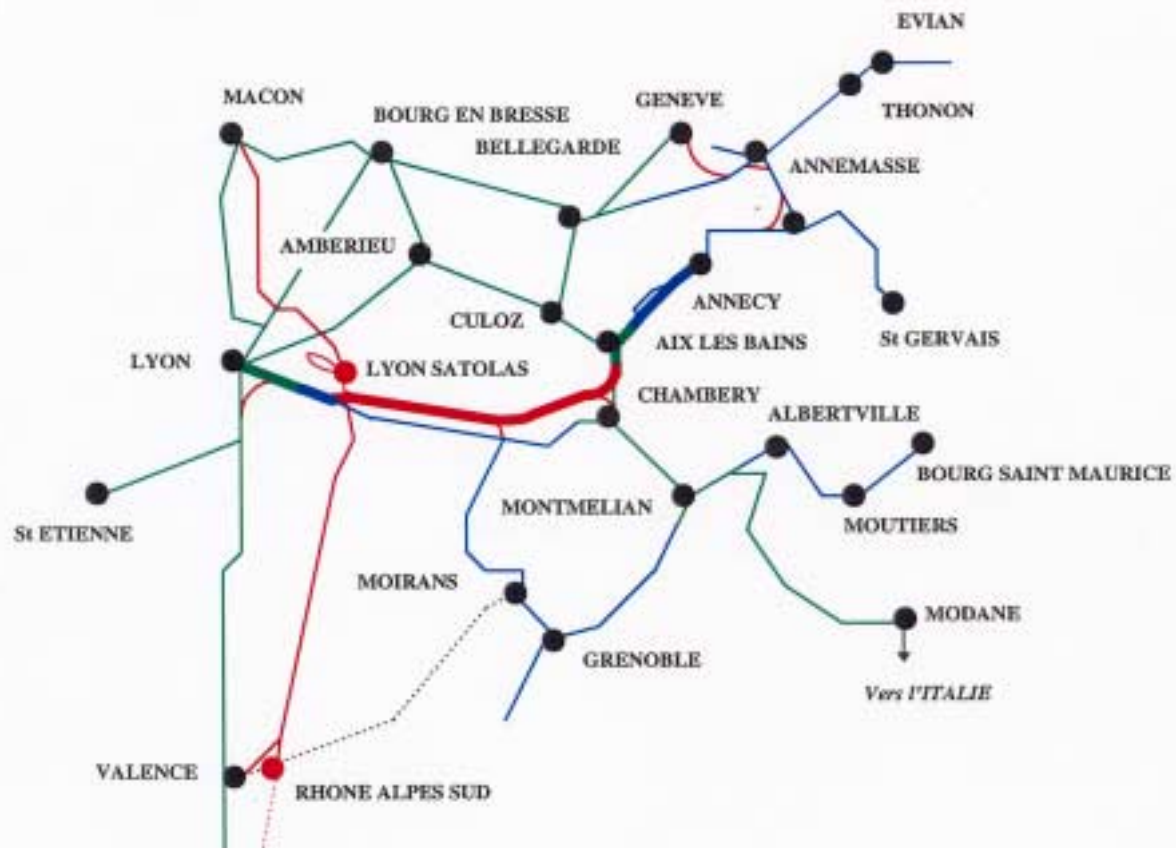 EVIAN
MACON
GENEVE
THONON
BOURG EN BRESSE
BELLEGARDE
ANNEMASSE
AMBERIEU
ANNECY
CULOZ
St GERVAIS
AIX LES BAINS
LYON
LYON SATOLAS
CHAMBERY
ALBERTVILLE
BOURG SAINT MAURICE
MONTMELIAN
MOUTIERS
St ETIENNE
MOIRANS
MODANE
GRENOBLE
Vers l'ITALIE
VALENCE
RHONE ALPES SUD